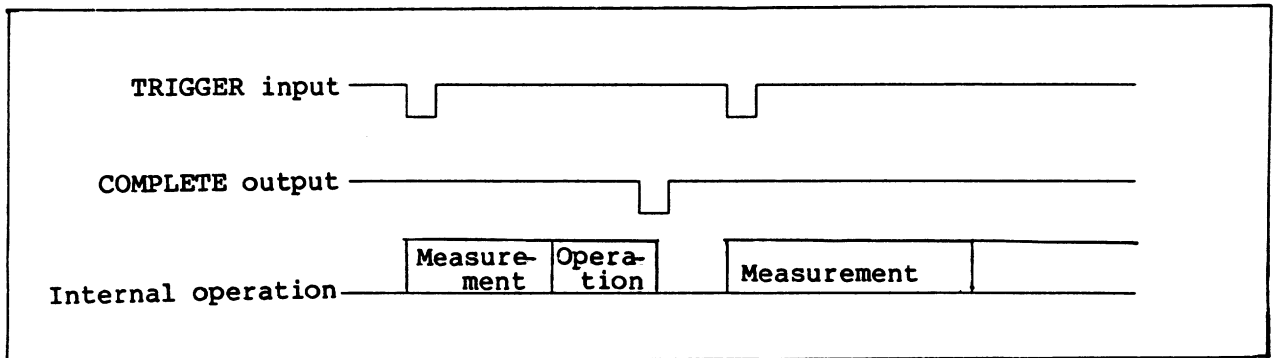 TRIGGER input
COMPLETE output
Measure-
ment
Opera-
tion
Measurement
Internal operation